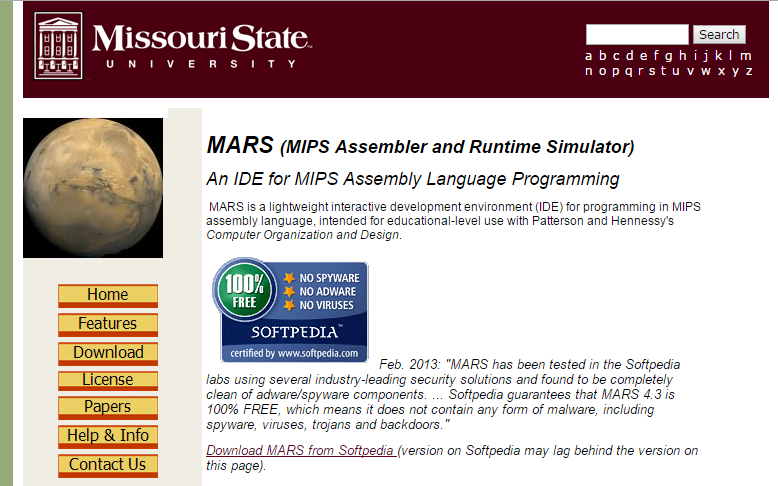 Missouri State™
UNIVERSITY
Search
a b c d e f g h i j k l m
n o p q r s t u v w x y z
Home
Features
Download
License
Papers
Help & Info
Contact Us
MARS (MIPS Assembler and Runtime Simulator)
An IDE for MIPS Assembly Language Programming
MARS is a lightweight interactive development environment (IDE) for programming in MIPS
assembly language, intended for educational-level use with Patterson and Hennessy's
Computer Organization and Design.
100%
FREE
NO SPYWARE
NO ADWARE
NO VIRUSES
SOFTPEDIA™
certified by www.softpedia.com
Feb. 2013: "MARS has been tested in the Softpedia
labs using several industry-leading security solutions and found to be completely
clean of adware/spyware components. ... Softpedia guarantees that MARS 4.3 is
100% FREE, which means it does not contain any form of malware, including
spyware, viruses, trojans and backdoors."
Download MARS from Softpedia (version on Softpedia may lag behind the version on
this page).